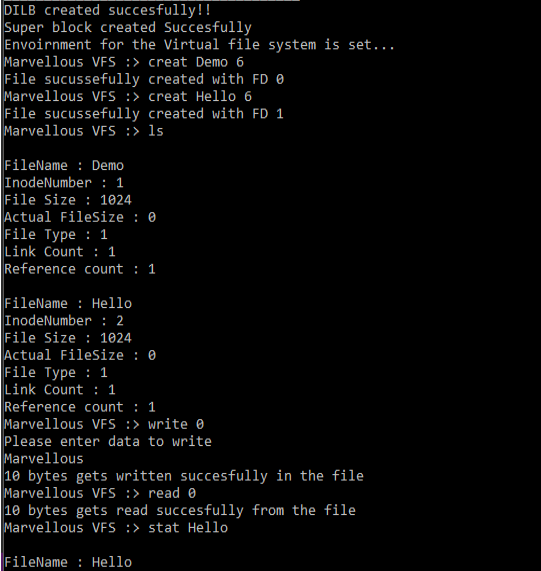 DILB created succesfully!!
Super block created Succesfully
Envoirnment for the Virtual file system is set...
Marvellous VFS :> creat Demo 6
File sucussefully created with FD 0
Marvellous VFS :> creat Hello 6
File sucussefully created with FD 1
Marvellous VFS :> ls
FileName : Demo
InodeNumber : 1
File Size : 1024
Actual FileSize : 0
File Type : 1
Link Count : 1
Reference count : 1
FileName : Hello
InodeNumber : 2
File Size : 1024
Actual FileSize : 0
File Type : 1
Link Count : 1
Reference count : 1
Marvellous VFS :> write 0
Please enter data to write
Marvellous
10 bytes gets written succesfully in the file
Marvellous VFS :> read 0
10 bytes gets read succesfully from the file
Marvellous VFS :> stat Hello
FileName : Hello